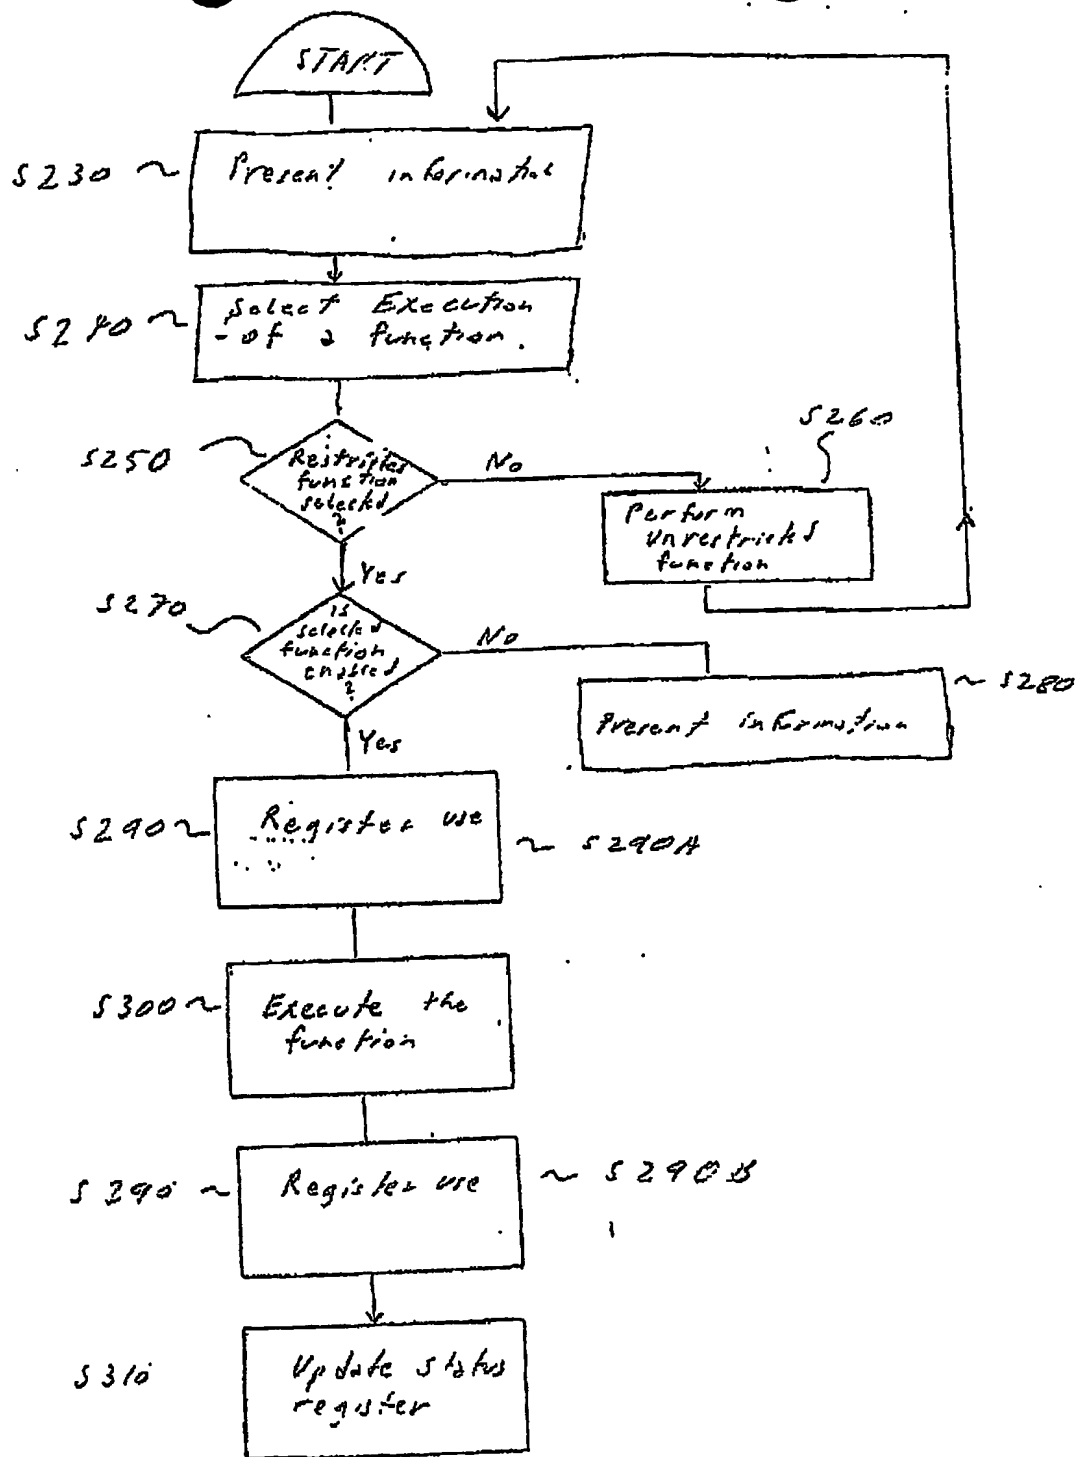 START
S230
Present information
S240
Select Execution
- of a function.
S250
Restricted
function
selected
?
No
S260
Perform
unrestricted
function
Yes
S270
is
selected
function
enabled
?
No
S280
Present information
Yes
S290
Register use
S290A
S300
Execute the
function
S290
Register use
S290B
S310
Update status
register